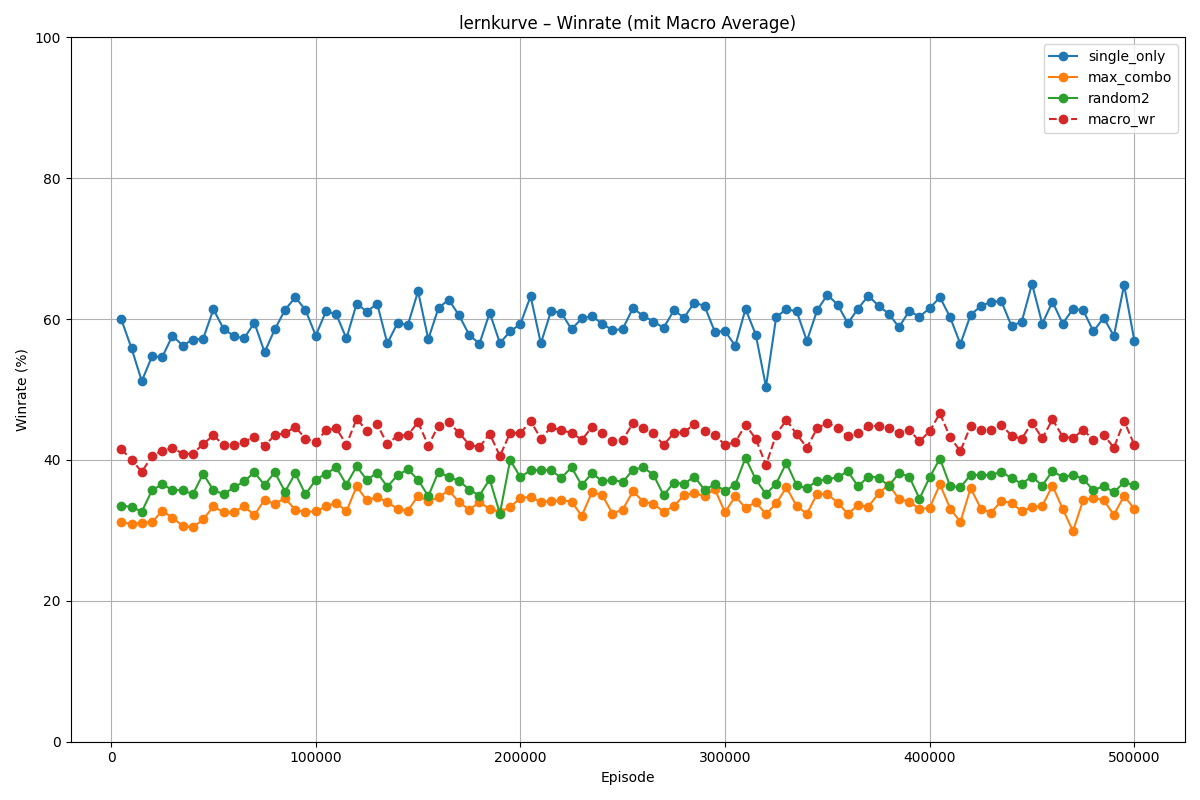 lernkurve – Winrate (mit Macro Average)
100
80
60
40
20
0
Winrate (%)
single_only
max_combo
random2
macro_wr
0
100000
200000
300000
400000
500000
Episode